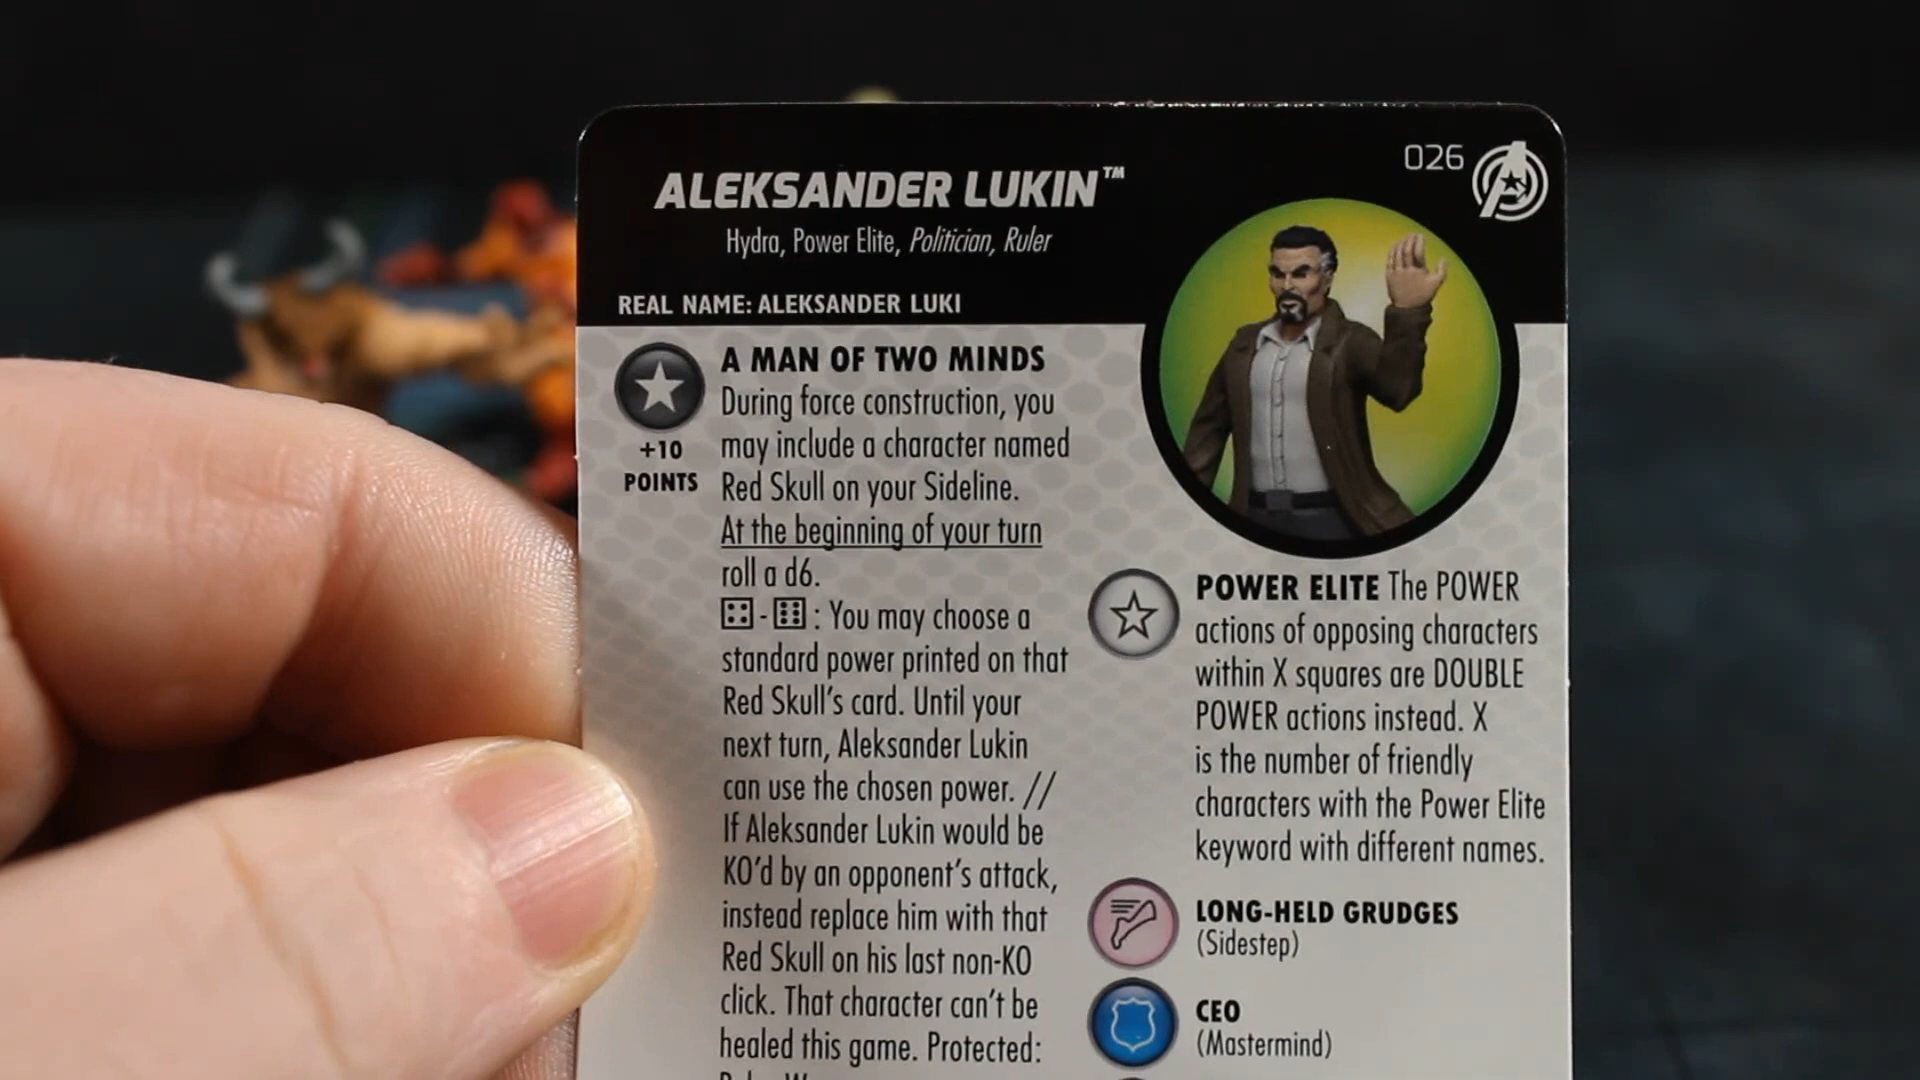 026
ALEKSANDER LUKIN™
Hydra, Power Elite, Politician, Ruler
REAL NAME: ALEKSANDER LUKI
+10
POINTS
A MAN OF TWO MINDS
During force construction, you
may include a character named
Red Skull on your Sideline.
At the beginning of your turn
roll a d6.
⚃-⚅: You may choose a
standard power printed on that
Red Skull's card. Until your
next turn, Aleksander Lukin
can use the chosen power. //
If Aleksander Lukin would be
KO'd by an opponent's attack,
instead replace him with that
Red Skull on his last non-KO
click. That character can't be
healed this game. Protected:
POWER ELITE The POWER
actions of opposing characters
within X squares are DOUBLE
POWER actions instead. X
is the number of friendly
characters with the Power Elite
keyword with different names.
LONG-HELD GRUDGES
(Sidestep)
CEO
(Mastermind)